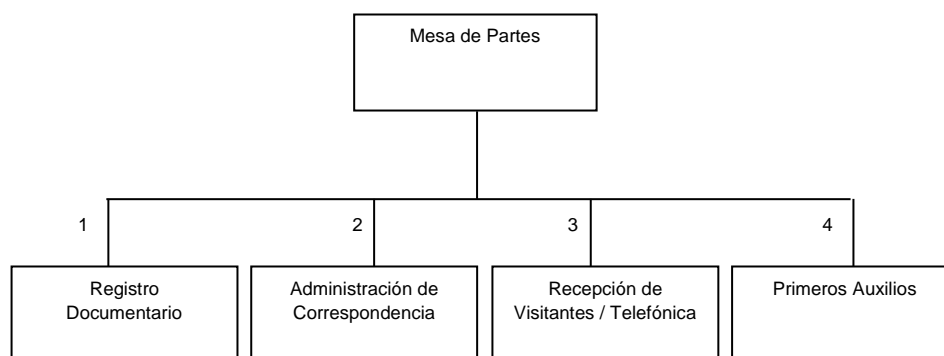 Mesa de Partes
1
2
3
4
Registro
Documentario
Administración de
Correspondencia
Recepción de
Visitantes / Telefónica
Primeros Auxilios